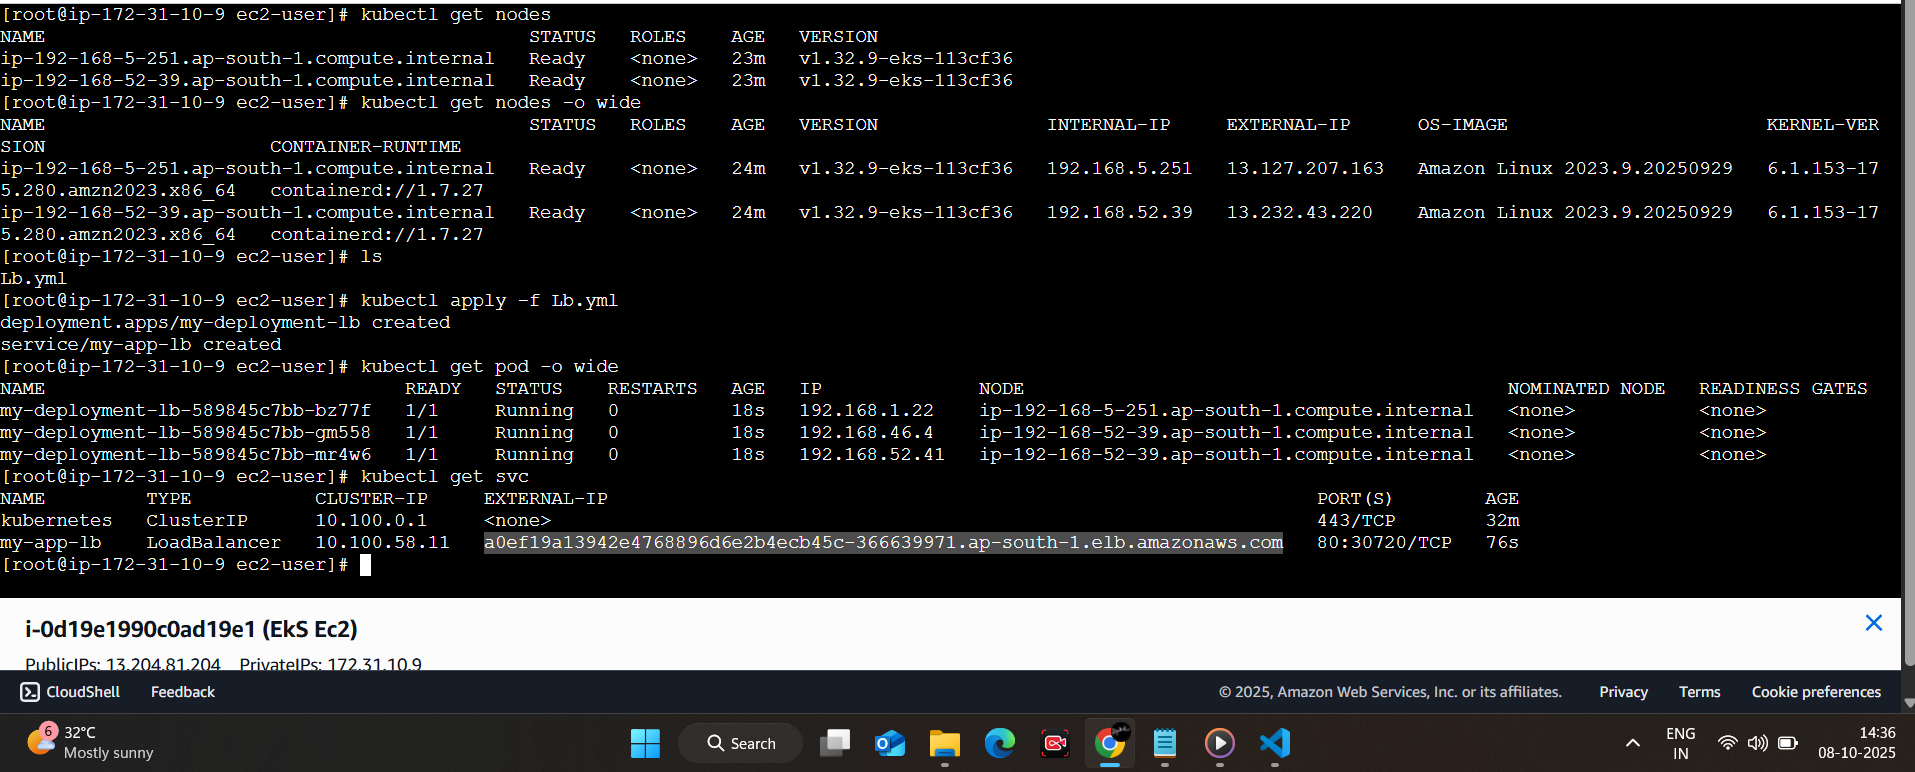 [root@ip-172-31-10-9 ec2-user]# kubectl get nodes
NAME STATUS ROLES AGE VERSION
ip-192-168-5-251.ap-south-1.compute.internal Ready <none> 23m v1.32.9-eks-113cf36
ip-192-168-52-39.ap-south-1.compute.internal Ready <none> 23m v1.32.9-eks-113cf36
[root@ip-172-31-10-9 ec2-user]# kubectl get nodes -o wide
NAME STATUS ROLES AGE VERSION INTERNAL-IP EXTERNAL-IP OS-IMAGE KERNEL-VER
SION CONTAINER-RUNTIME
ip-192-168-5-251.ap-south-1.compute.internal Ready <none> 24m v1.32.9-eks-113cf36 192.168.5.251 13.127.207.163 Amazon Linux 2023.9.20250929 6.1.153-17
5.280.amzn2023.x86_64 containerd://1.7.27
ip-192-168-52-39.ap-south-1.compute.internal Ready <none> 24m v1.32.9-eks-113cf36 192.168.52.39 13.232.43.220 Amazon Linux 2023.9.20250929 6.1.153-17
5.280.amzn2023.x86_64 containerd://1.7.27
[root@ip-172-31-10-9 ec2-user]# ls
Lb.yml
[root@ip-172-31-10-9 ec2-user]# kubectl apply -f Lb.yml
deployment.apps/my-deployment-lb created
service/my-app-lb created
[root@ip-172-31-10-9 ec2-user]# kubectl get pod -o wide
NAME READY STATUS RESTARTS AGE IP NODE NOMINATED NODE READINESS GATES
my-deployment-lb-589845c7bb-bz77f 1/1 Running 0 18s 192.168.1.22 ip-192-168-5-251.ap-south-1.compute.internal <none> <none>
my-deployment-lb-589845c7bb-gm558 1/1 Running 0 18s 192.168.46.4 ip-192-168-52-39.ap-south-1.compute.internal <none> <none>
my-deployment-lb-589845c7bb-mr4w6 1/1 Running 0 18s 192.168.52.41 ip-192-168-52-39.ap-south-1.compute.internal <none> <none>
[root@ip-172-31-10-9 ec2-user]# kubectl get svc
NAME TYPE CLUSTER-IP EXTERNAL-IP PORT(S) AGE
kubernetes ClusterIP 10.100.0.1 <none> 443/TCP 32m
my-app-lb LoadBalancer 10.100.58.11 a0ef19a13942e4768896d6e2b4ecb45c-366639971.ap-south-1.elb.amazonaws.com 80:30720/TCP 76s
[root@ip-172-31-10-9 ec2-user]#
i-0d19e1990c0ad19e1 (EkS Ec2)
PublicIPs: 13.204.81.204 PrivateIPs: 172.31.10.9
CloudShell Feedback © 2025, Amazon Web Services, Inc. or its affiliates. Privacy Terms Cookie preferences
6 32°C
Mostly sunny
Search
ENG
IN
14:36
08-10-2025